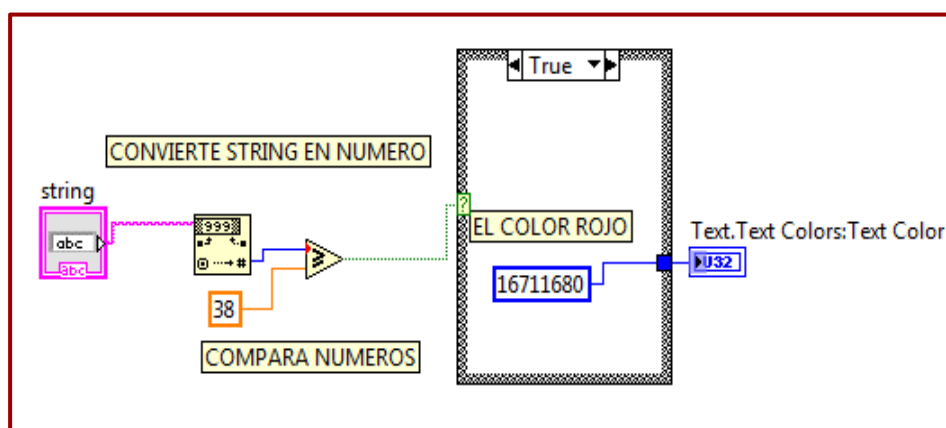 True
CONVIERTE STRING EN NUMERO
string
abc
abc
999
#
?
EL COLOR ROJO
Text.Text Colors:Text Color
U32
16711680
38
≥
COMPARA NUMEROS